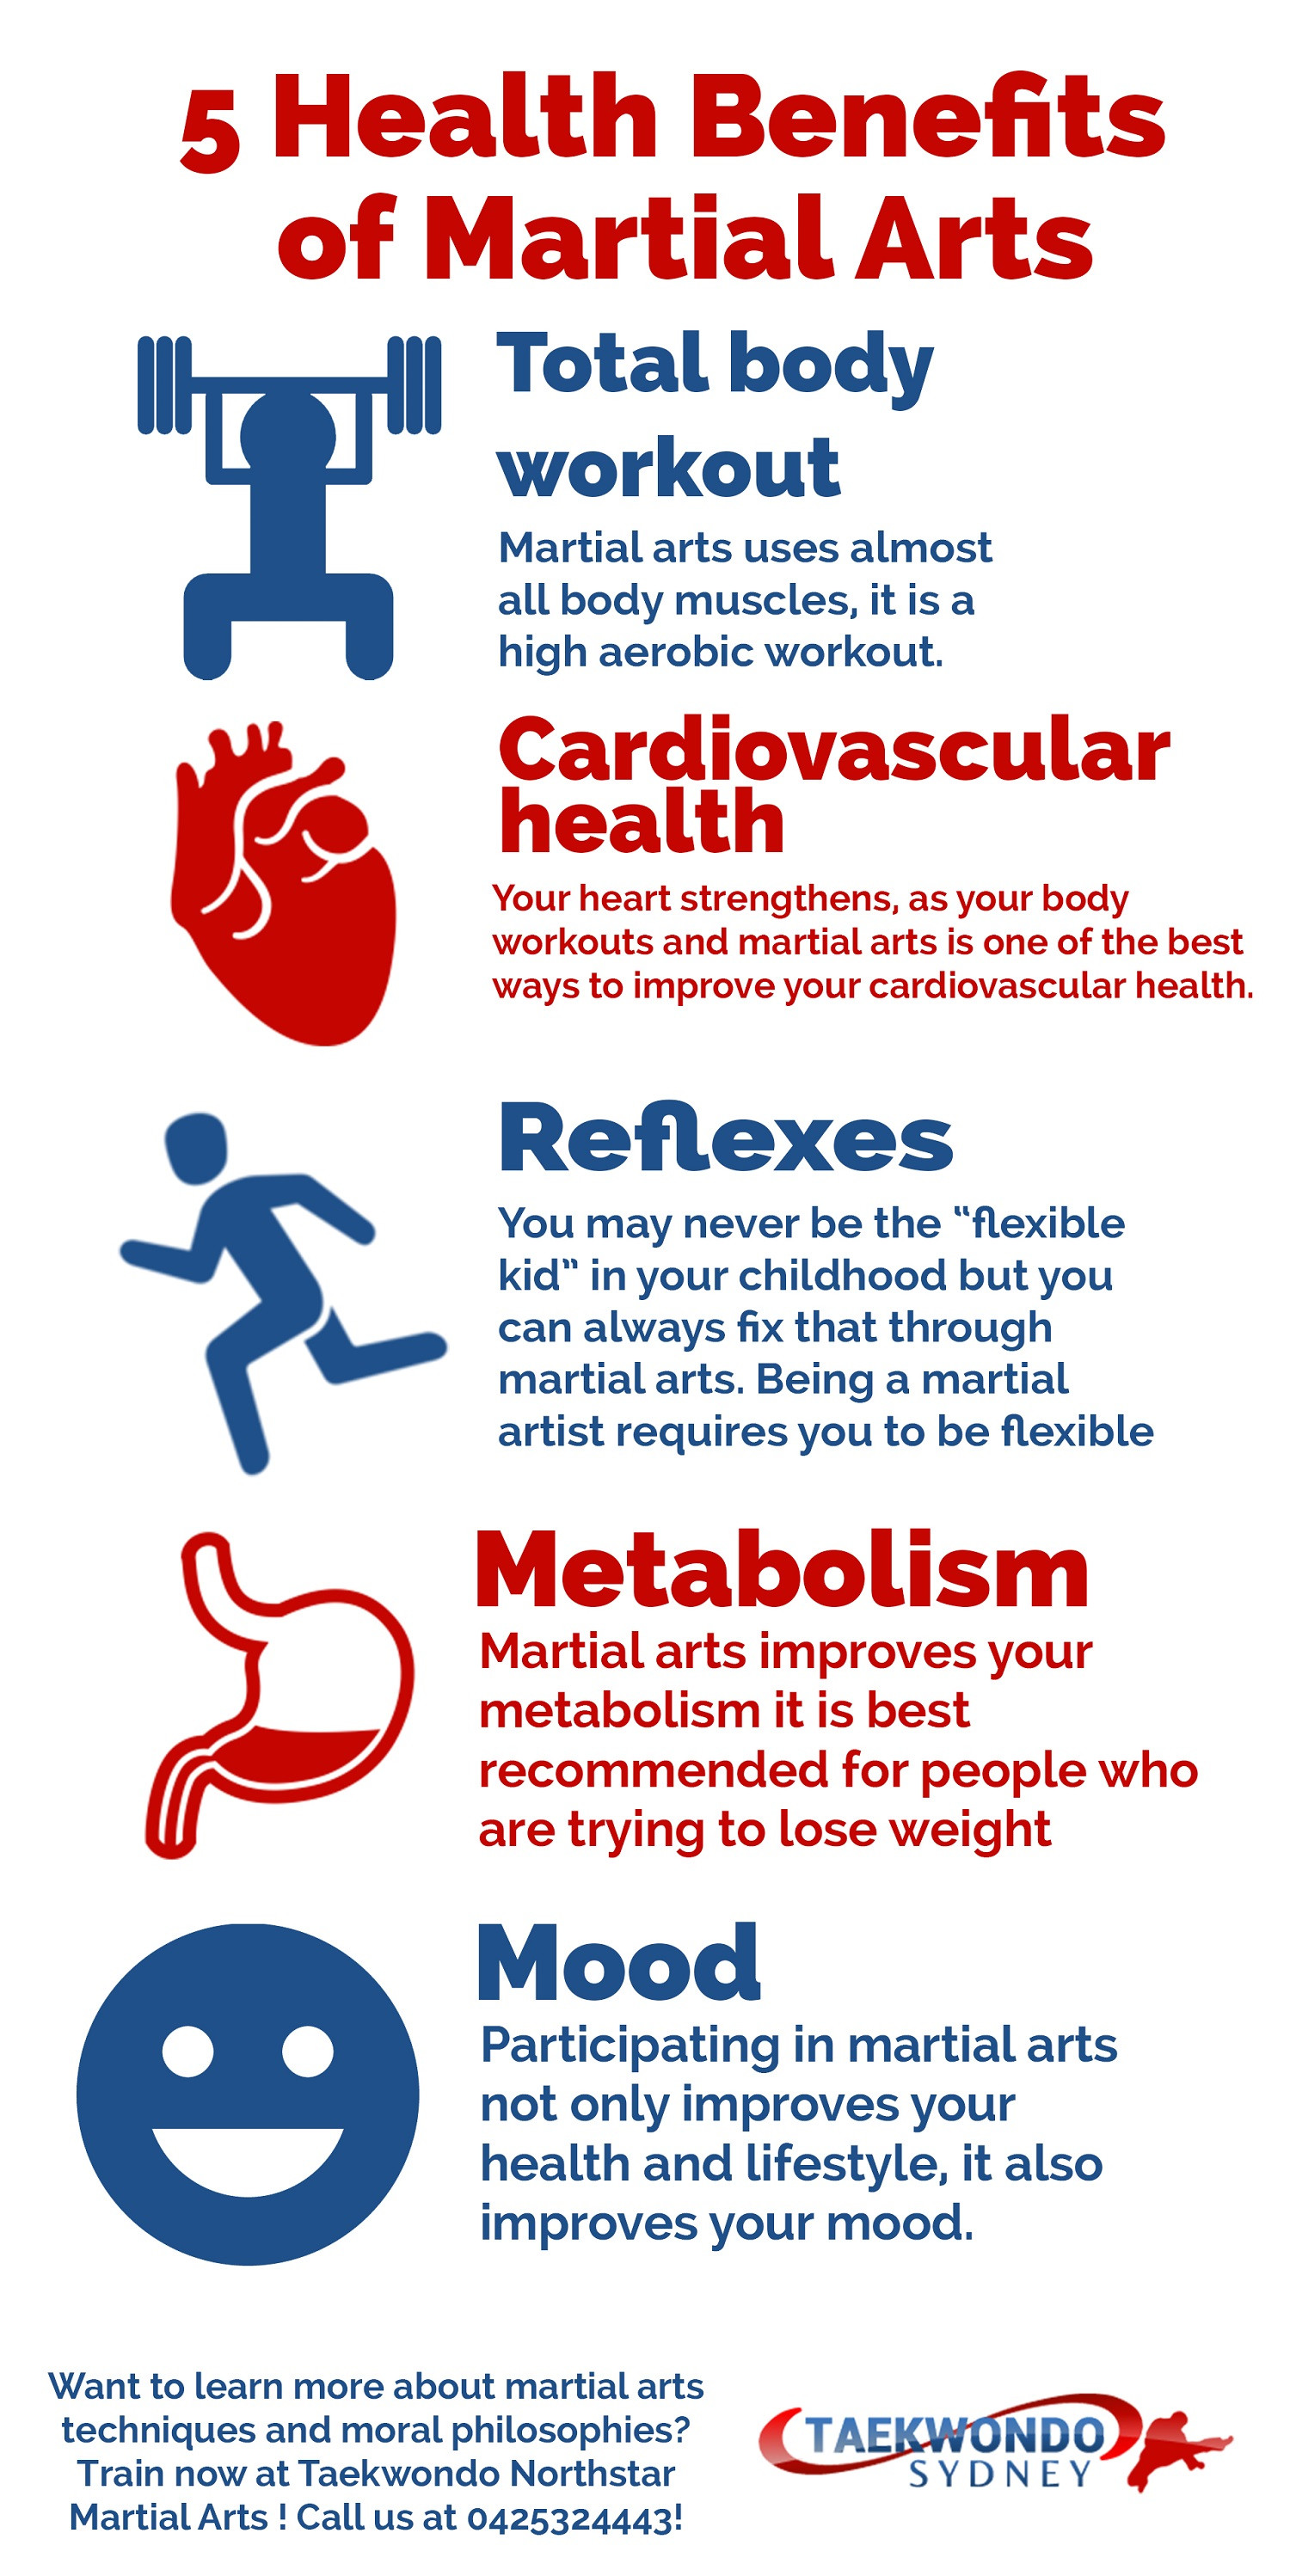 5 Health Benefits
of Martial Arts
Total body
workout
Martial arts uses almost
all body muscles, it is a
high aerobic workout.
Cardiovascular
health
Your heart strengthens, as your body
workouts and martial arts is one of the best
ways to improve your cardiovascular health.
Reflexes
You may never be the “flexible
kid” in your childhood but you
can always fix that through
martial arts. Being a martial
artist requires you to be flexible
Metabolism
Martial arts improves your
metabolism it is best
recommended for people who
are trying to lose weight
Mood
Participating in martial arts
not only improves your
health and lifestyle, it also
improves your mood.
Want to learn more about martial arts
techniques and moral philosophies?
Train now at Taekwondo Northstar
Martial Arts ! Call us at 0425324443!
TAEKWONDO
SYDNEY